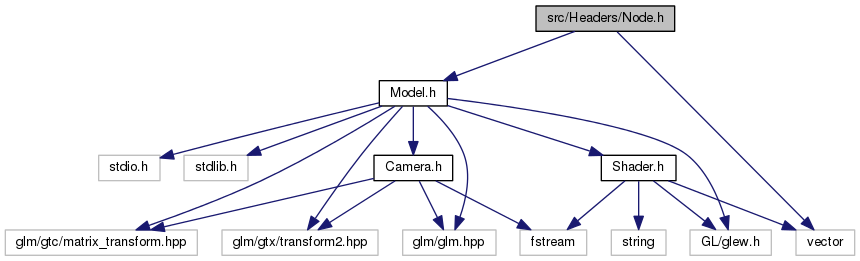 src/Headers/Node.h
Model.h
stdio.h
stdlib.h
Camera.h
Shader.h
glm/gtc/matrix_transform.hpp
glm/gtx/transform2.hpp
glm/glm.hpp
fstream
string
GL/glew.h
vector